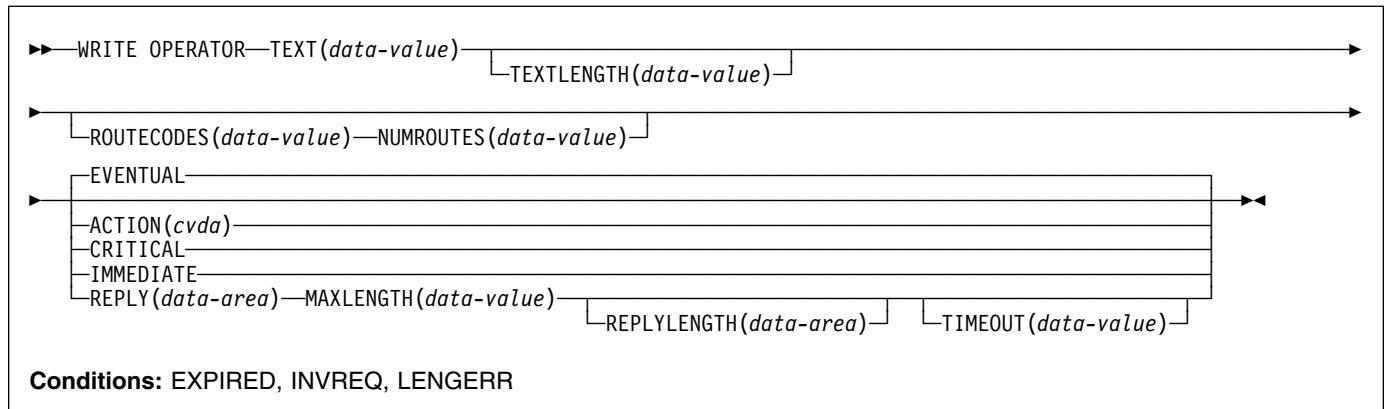 WRITE OPERATOR TEXT(data-value)
TEXTLENGTH(data-value)
ROUTECODES(data-value) NUMROUTES(data-value)
EVENTUAL
ACTION(cvda)
CRITICAL
IMMEDIATE
REPLY(data-area) MAXLENGTH(data-value)
REPLYLENGTH(data-area) TIMEOUT(data-value)
Conditions: EXPIRED, INVREQ, LENGERR